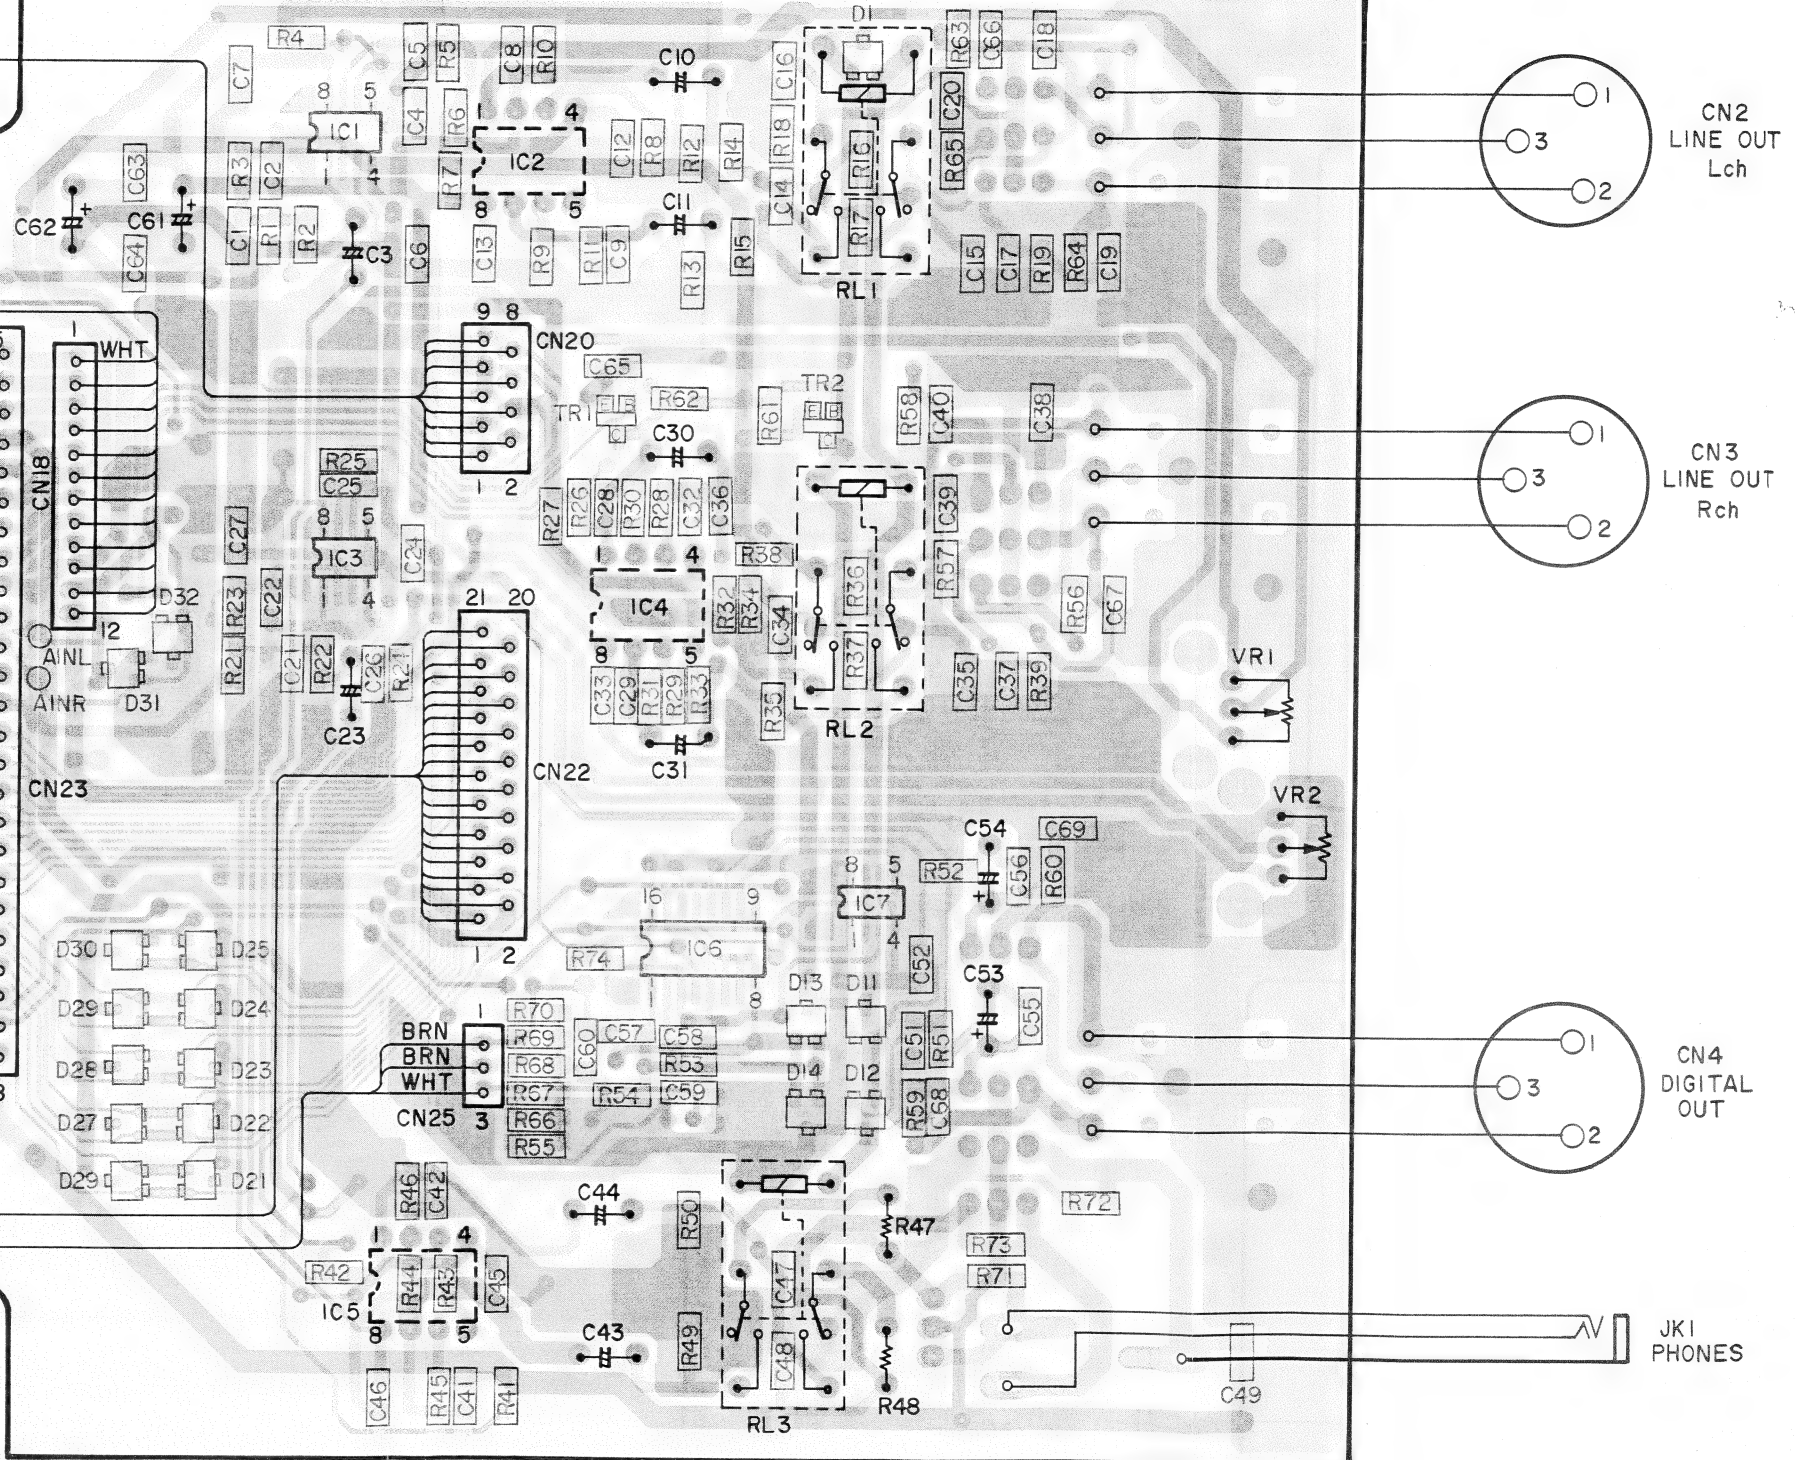 R4
C7
C5
R5
C8
R10
C10
C16
D1
R63
C66
C18
8
5
IC1
1
4
C4
R6
1
4
IC2
8
5
R7
C12
R8
R12
R14
R18
C14
R16
R17
C20
R65
C63
R3
C2
C62
+
C61
+
C64
C1
R1
R2
C3
C6
C13
R9
R11
C9
C11
R13
R15
RL1
C15
C17
R19
R64
C19
1
3
2
CN2
LINE OUT
Lch
1
WHT
CN18
12
9 8
CN20
1 2
C65
TR1
E B
C
R62
C30
R61
TR2
E B
C
R58
C40
C38
1
3
2
CN3
LINE OUT
Rch
R25
C25
8
5
IC3
1
4
C27
C24
R23
C22
D32
AINL
AINR
D31
R21
C21
R22
C26
C23
R27
R26
C28
R30
R28
C32
C36
R38
1
4
IC4
8
5
R32
R34
C34
C33
C29
R31
R29
R33
R35
C31
R36
R37
RL2
C39
R57
R56
C67
C35
C37
R39
21 20
CN22
1 2
CN23
VR1
VR2
C54
+
C69
R52
C56
R60
8
5
IC7
1
4
16
9
IC6
1
8
R74
C52
C53
+
C55
D13
D11
C51
R51
D14
D12
R59
C68
D30
D25
D29
D24
D28
D23
D27
D22
D29
D21
1
BRN
BRN
WHT
CN25
3
R70
R69
R68
R67
R66
R55
C60
C57
C58
R53
R54
C59
1
3
2
CN4
DIGITAL
OUT
R46
C42
1
4
R42
R44
R43
C45
IC5
8
5
C44
C43
R50
R49
C47
C48
RL3
R47
R48
R72
R73
R71
C46
R45
C41
R41
C49
JK1
PHONES